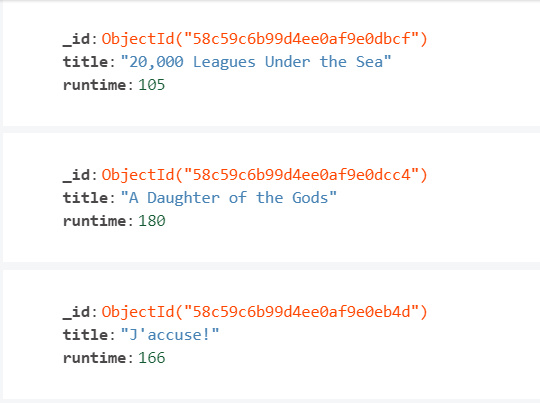 _id: ObjectId("58c59c6b99d4ee0af9e0dbcf")
title: "20,000 Leagues Under the Sea"
runtime: 105
_id: ObjectId("58c59c6b99d4ee0af9e0dcc4")
title: "A Daughter of the Gods"
runtime: 180
_id: ObjectId("58c59c6b99d4ee0af9e0eb4d")
title: "J'accuse!"
runtime: 166